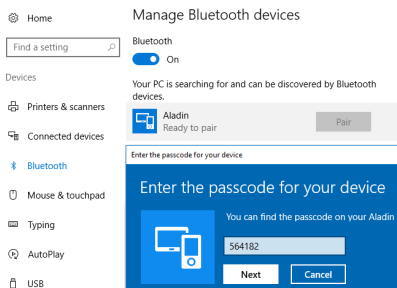 Home
Find a setting
Devices
Printers & scanners
Connected devices
Bluetooth
Mouse & touchpad
Typing
AutoPlay
USB
Manage Bluetooth devices
Bluetooth
On
Your PC is searching for and can be discovered by Bluetooth
devices.
Aladin
Ready to pair
Pair
Enter the passcode for your device
Enter the passcode for your device
You can find the passcode on your Aladin
564182
Next
Cancel